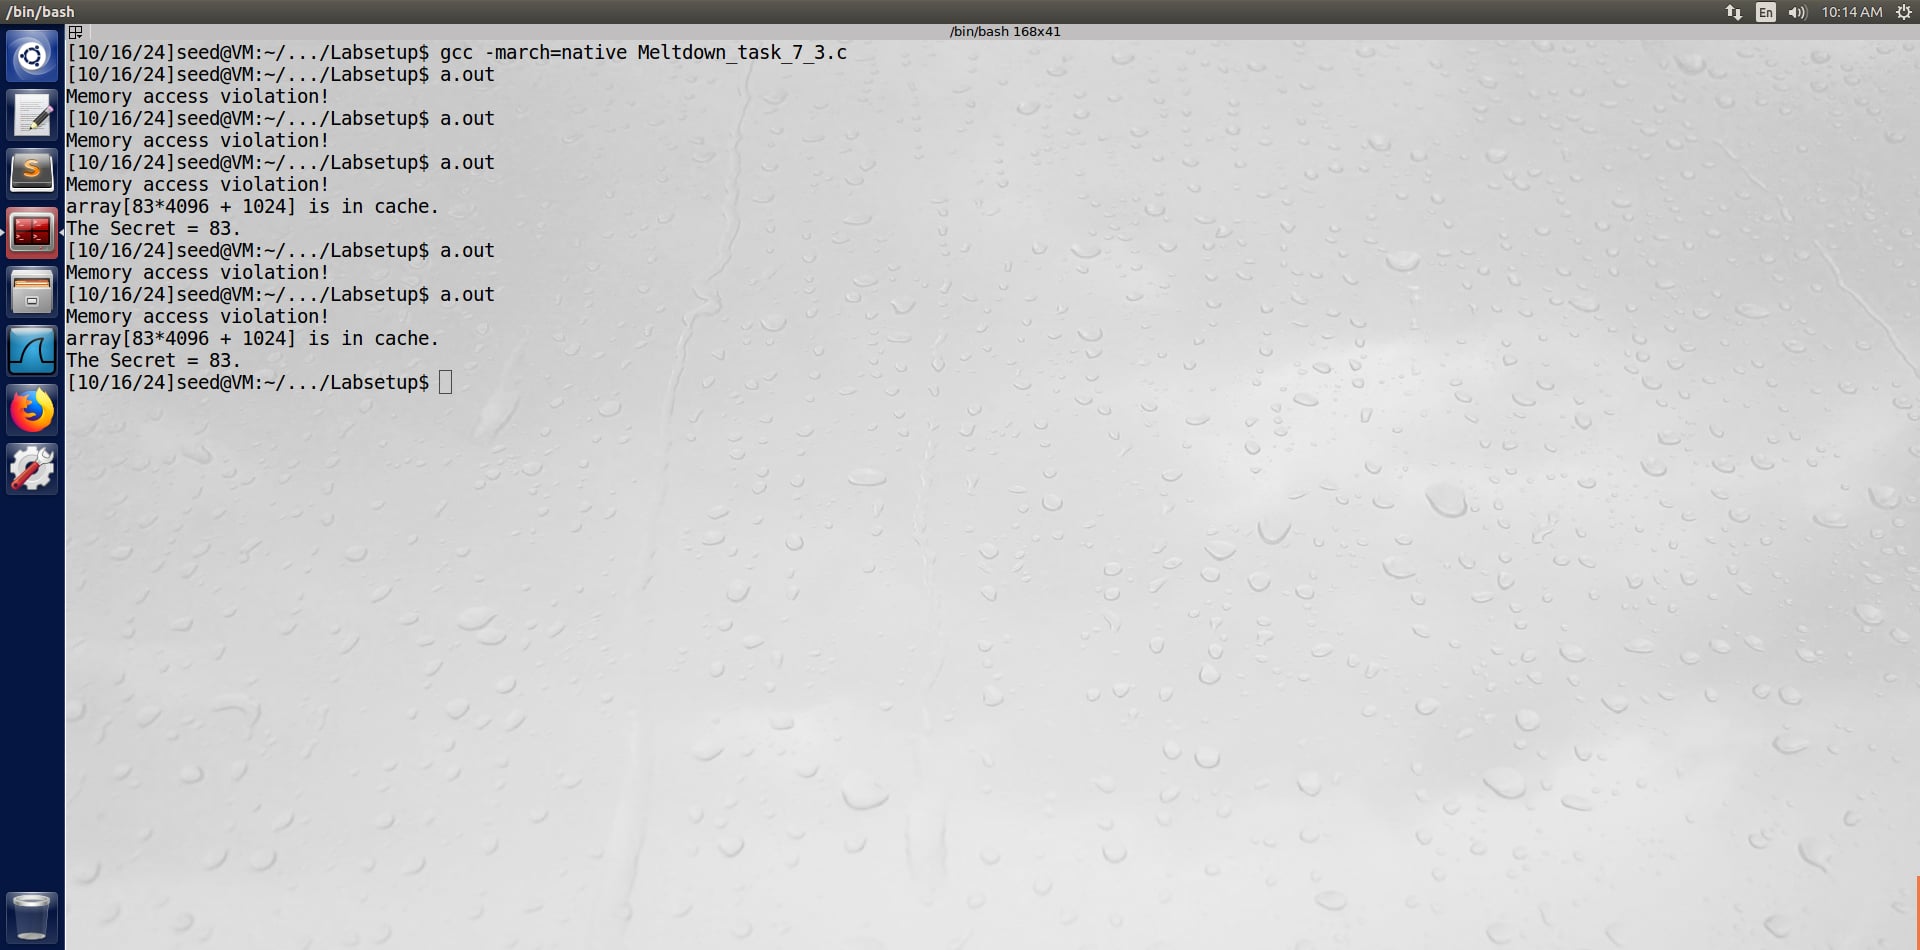 /bin/bash
En
10:14 AM
/bin/bash 168x41
[10/16/24]seed@VM:~/.../Labsetup$ gcc -march=native Meltdown_task_7_3.c
[10/16/24]seed@VM:~/.../Labsetup$ a.out
Memory access violation!
[10/16/24]seed@VM:~/.../Labsetup$ a.out
Memory access violation!
[10/16/24]seed@VM:~/.../Labsetup$ a.out
Memory access violation!
array[83*4096 + 1024] is in cache.
The Secret = 83.
[10/16/24]seed@VM:~/.../Labsetup$ a.out
Memory access violation!
[10/16/24]seed@VM:~/.../Labsetup$ a.out
Memory access violation!
array[83*4096 + 1024] is in cache.
The Secret = 83.
[10/16/24]seed@VM:~/.../Labsetup$